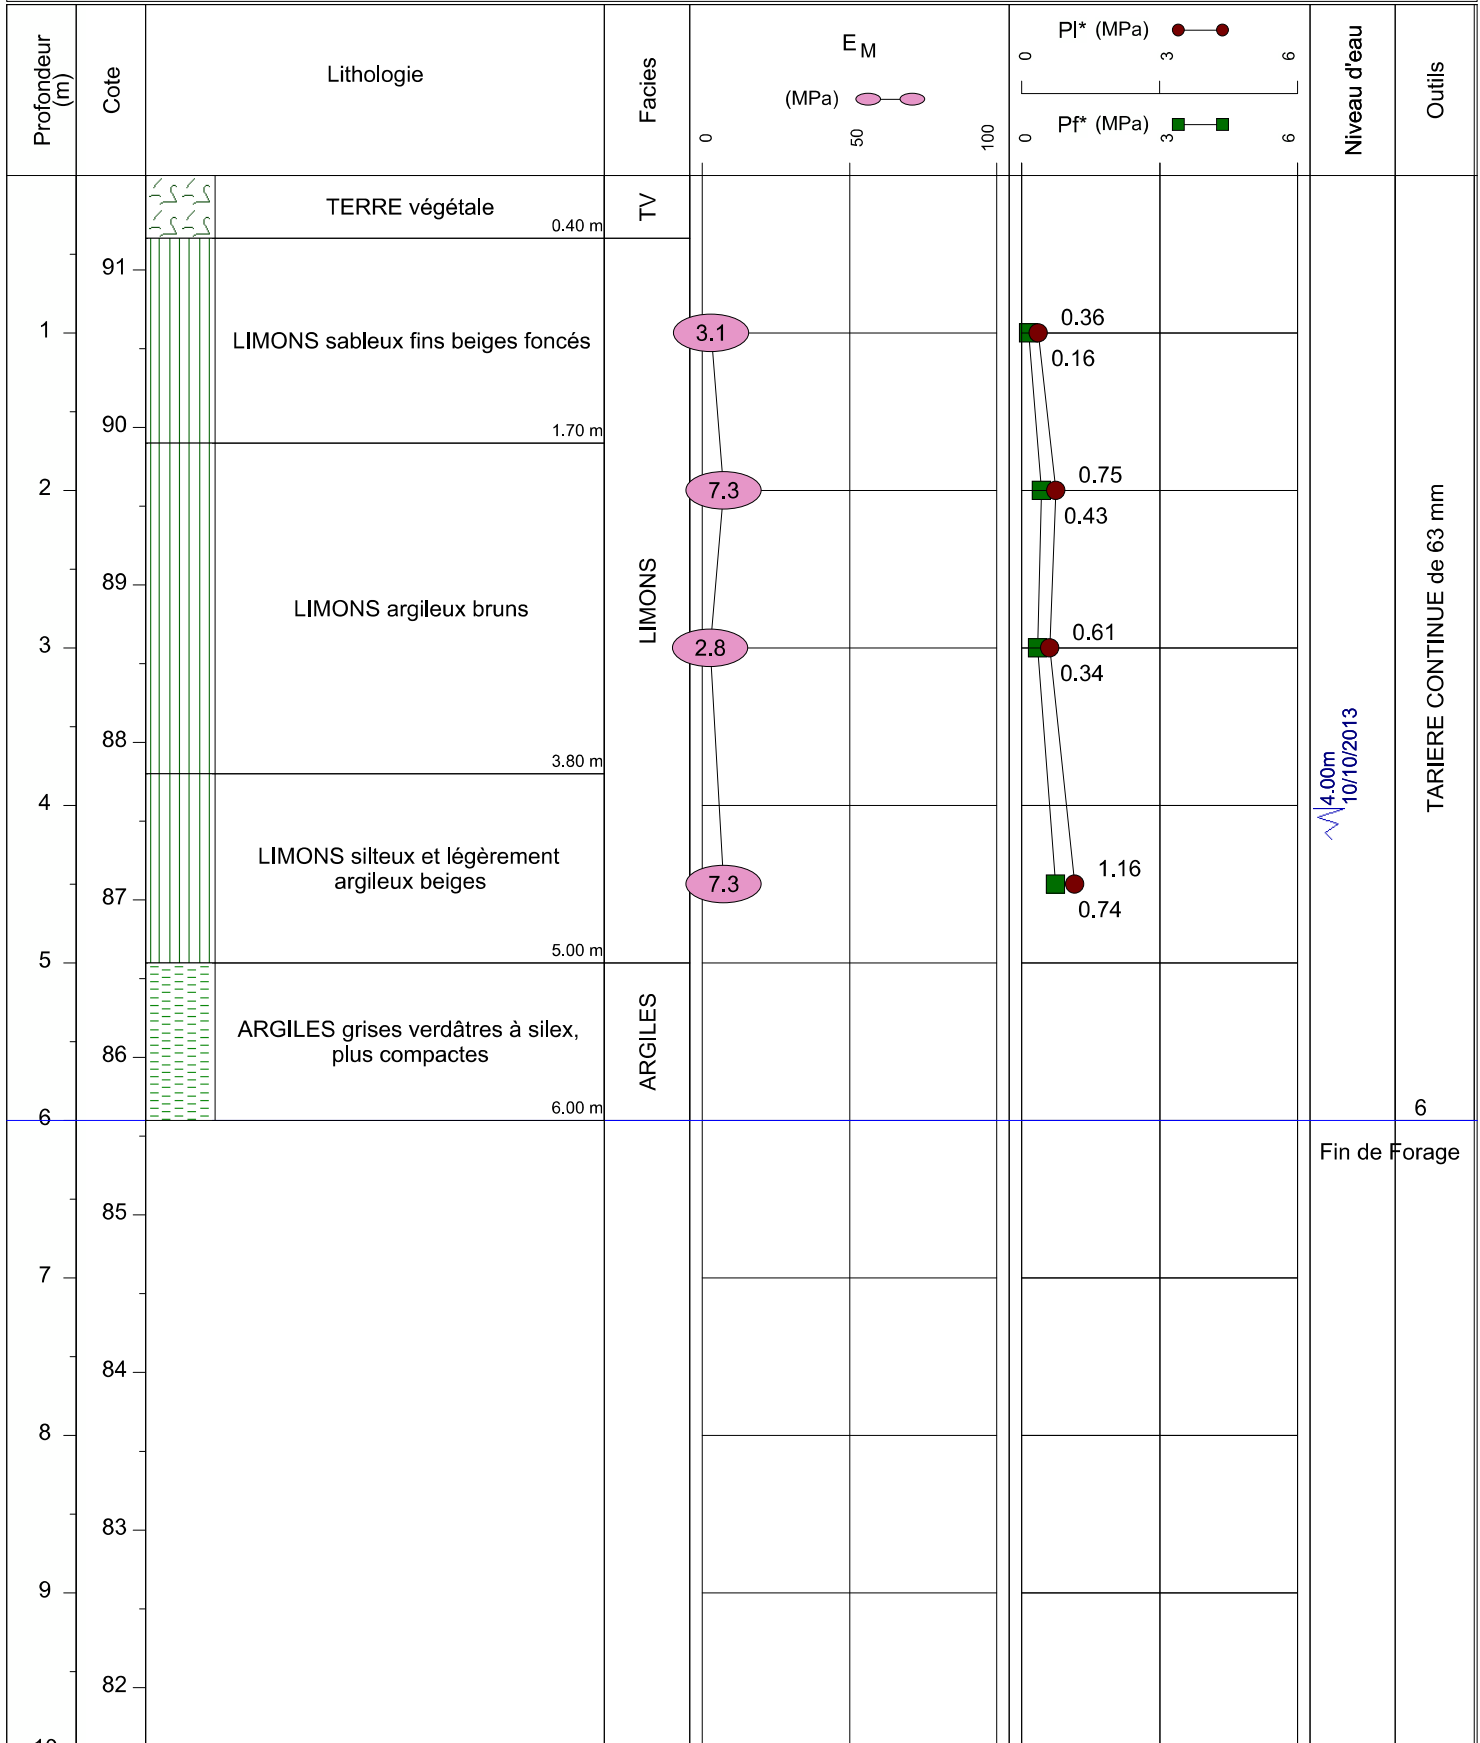 Profondeur
(m)
Cote
Lithologie
Facies
E M
(MPa)
0
50
100
Pl* (MPa)
0
3
6
Pf* (MPa)
0
3
6
Niveau d'eau
Outils
TERRE végétale
0.40 m
TV
91
1
LIMONS sableux fins beiges foncés
3.1
0.36
0.16
90
1.70 m
2
7.3
0.75
0.43
89
LIMONS argileux bruns
LIMONS
3
2.8
0.61
0.34
88
3.80 m
4
4.00m
10/10/2013
TARIERE CONTINUE de 63 mm
LIMONS silteux et légèrement
argileux beiges
87
7.3
1.16
0.74
5.00 m
5
ARGILES grises verdâtres à silex,
plus compactes
86
ARGILES
6.00 m
6
6
Fin de Forage
85
7
84
8
83
9
82